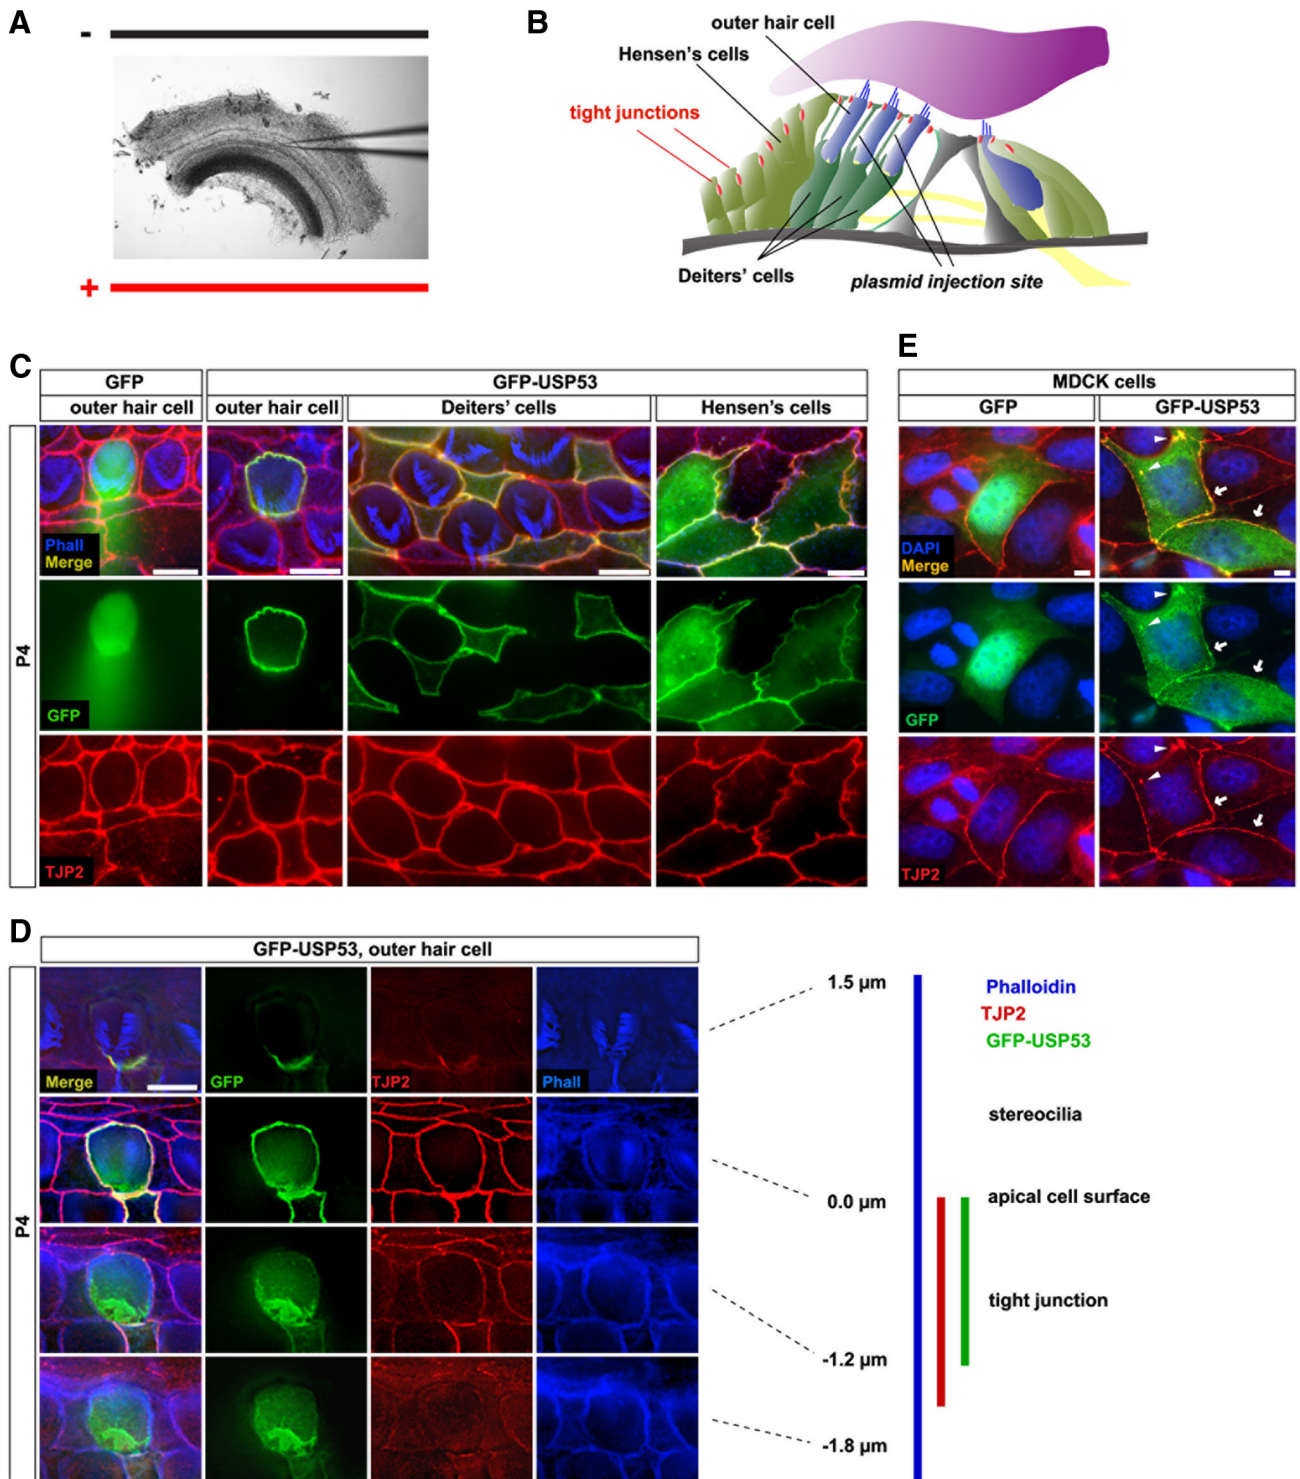 A
-
+
B
outer hair cell
Hensen's cells
tight junctions
Deiters' cells
plasmid injection site
C
GFP
GFP-USP53
outer hair cell
outer hair cell
Deiters' cells
Hensen's cells
P4
Phall
Merge
GFP
TJP2
E
MDCK cells
GFP
GFP-USP53
DAPI
Merge
GFP
TJP2
D
GFP-USP53, outer hair cell
P4
Merge
GFP
TJP2
Phall
1.5 µm
0.0 µm
-1.2 µm
-1.8 µm
Phalloidin
TJP2
GFP-USP53
stereocilia
apical cell surface
tight junction